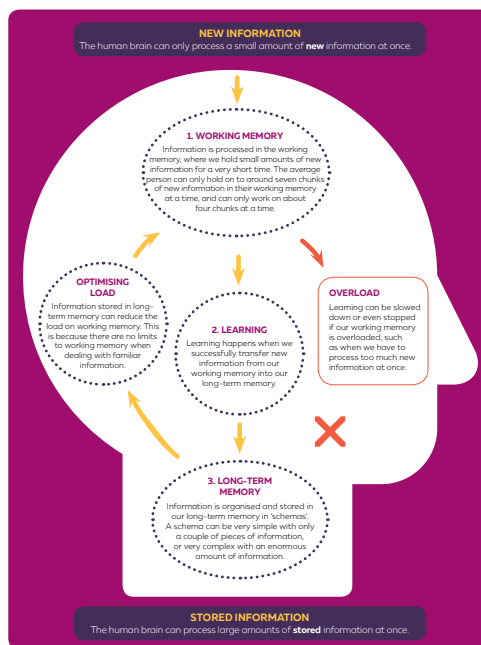 NEW INFORMATION
The human brain can only process a small amount of new information at once.
1. WORKING MEMORY
Information is processed in the working
memory, where we hold small amounts of new
information for a very short time. The average
person can only hold on to around seven chunks
of new information in their working memory
at a time, and can only work on about
four chunks at a time.
OPTIMISING
LOAD
Information stored in long-
term memory can reduce the
load on working memory. This
is because there are no limits
to working memory when
dealing with familiar
information.
2. LEARNING
Learning happens when we
successfully transfer new
information from our
working memory into our
long-term memory.
OVERLOAD
Learning can be slowed
down or even stopped
if our working memory
is overloaded, such
as when we have to
process too much new
information at once.
3. LONG-TERM
MEMORY
Information is organised and stored in
our long-term memory in ‘schemas’.
A schema can be very simple with only
a couple of pieces of information,
or very complex with an enormous
amount of information.
STORED INFORMATION
The human brain can process large amounts of stored information at once.